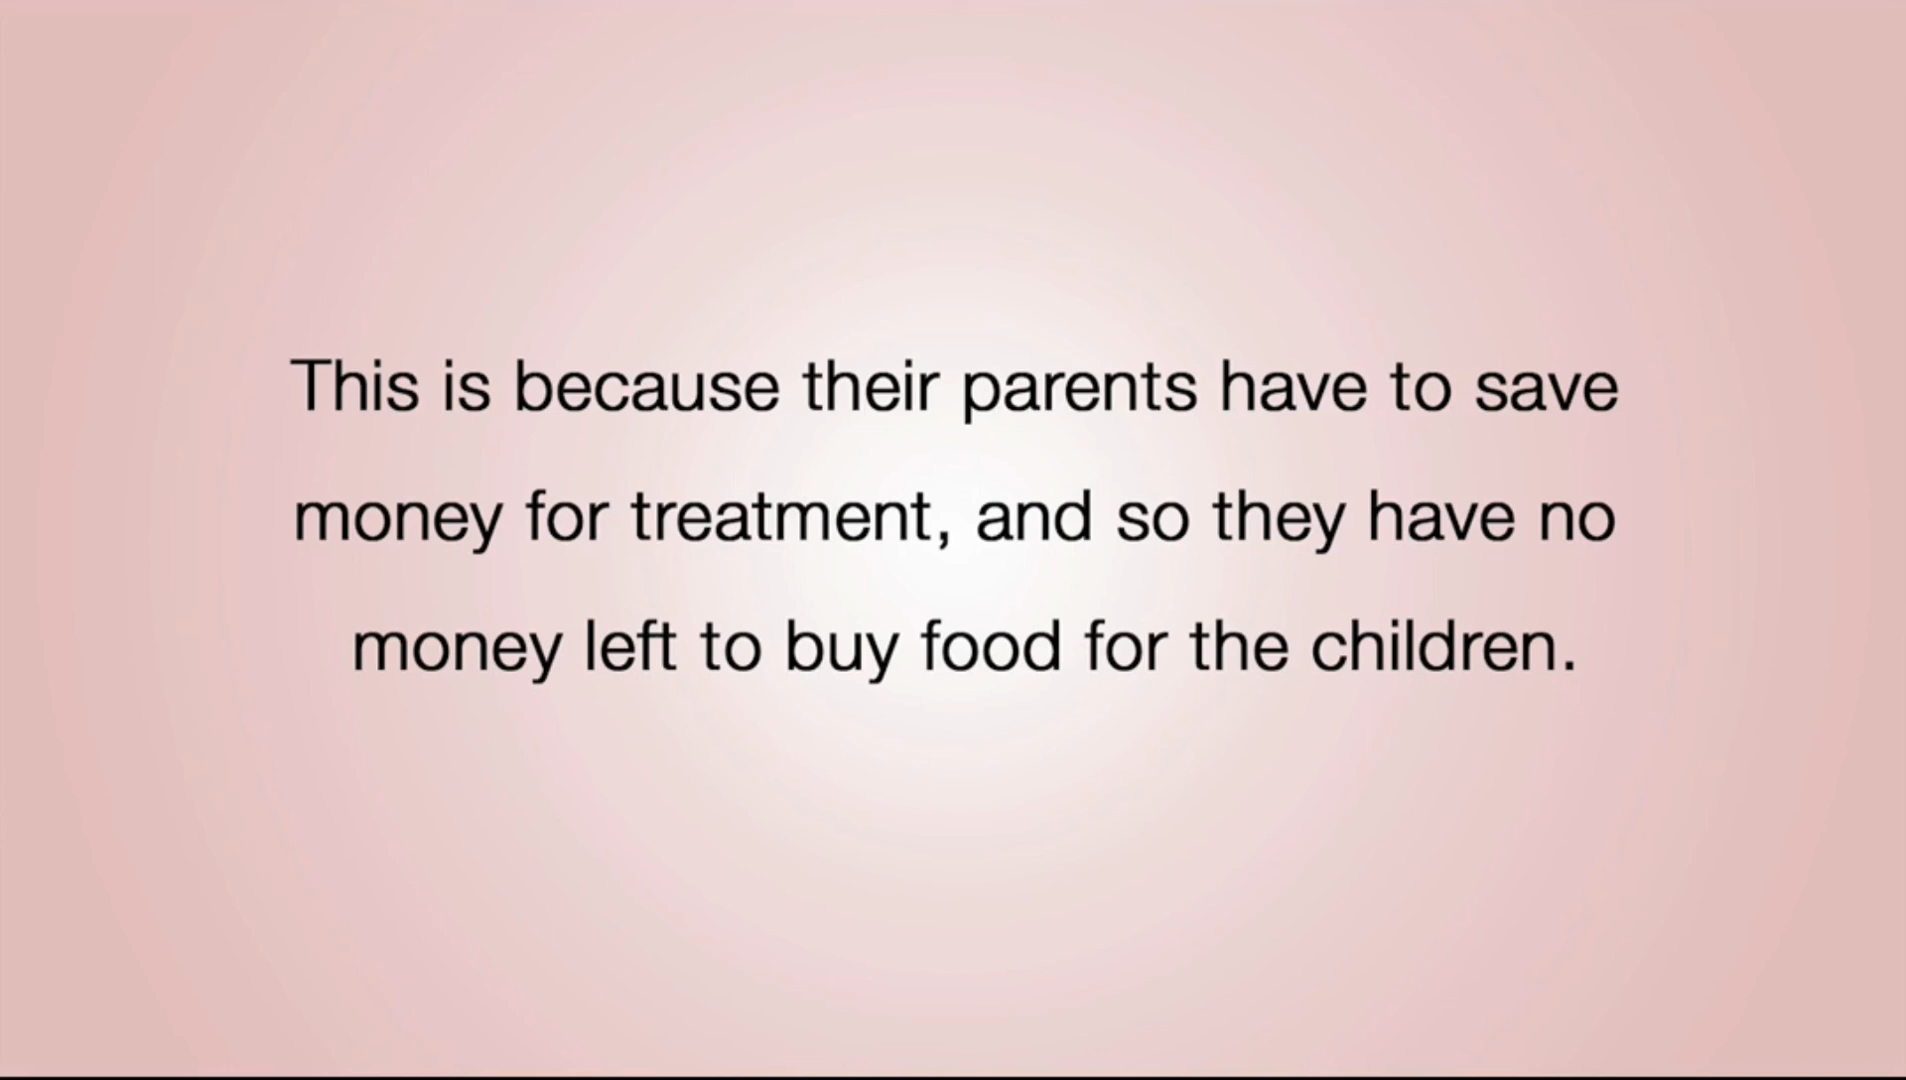 This is because their parents have to save
money for treatment, and so they have no
money left to buy food for the children.